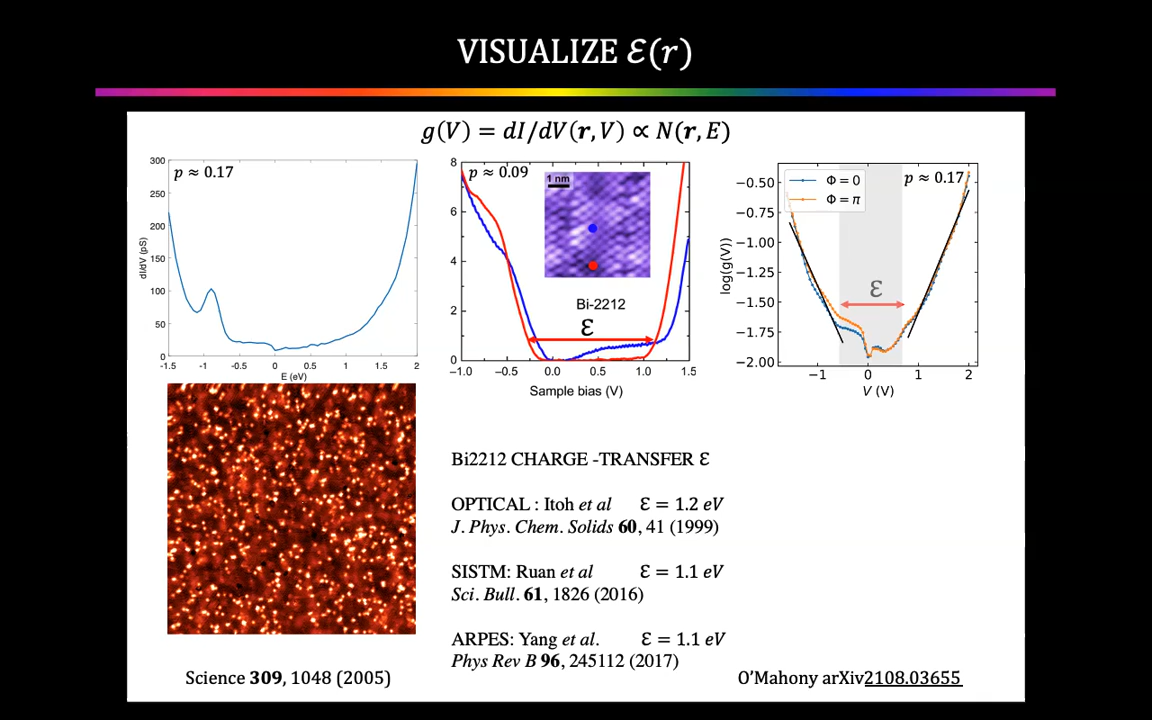 VISUALIZE ℰ(r)
g(V) = dI/dV(r, V) ∝ N(r, E)
p ≈ 0.17
300
250
200
150
100
50
0
dI/dV (pS)
-1.5 -1 -0.5 0 0.5 1 1.5 2
E (eV)
p ≈ 0.09
1 nm
8
6
4
2
0
Bi-2212
ℰ
-1.0 -0.5 0.0 0.5 1.0 1.5
Sample bias (V)
Φ = 0
Φ = π
p ≈ 0.17
−0.50
−0.75
−1.00
−1.25
−1.50
−1.75
−2.00
log(g(V))
ℰ
−1 0 1 2
V (V)
Bi2212 CHARGE -TRANSFER ℰ
OPTICAL : Itoh et al ℰ = 1.2 eV
J. Phys. Chem. Solids 60, 41 (1999)
SISTM: Ruan et al ℰ = 1.1 eV
Sci. Bull. 61, 1826 (2016)
ARPES: Yang et al. ℰ = 1.1 eV
Phys Rev B 96, 245112 (2017)
Science 309, 1048 (2005)
O’Mahony arXiv2108.03655